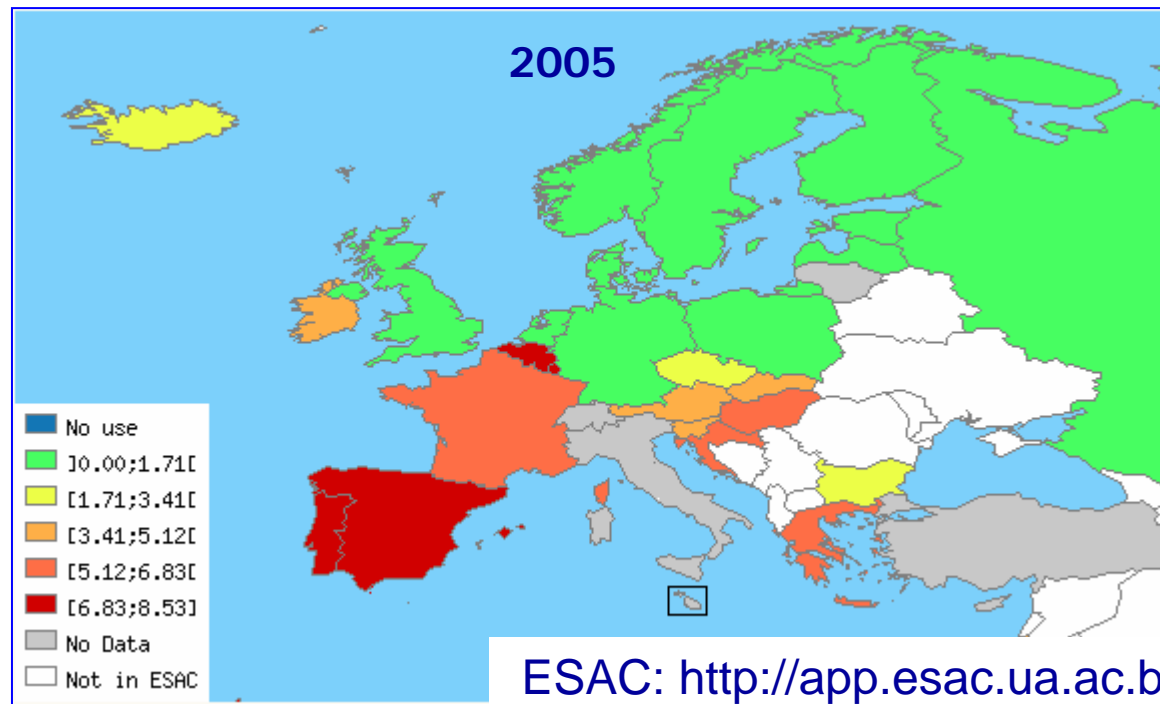 2005
No use
]0.00;1.71[
[1.71;3.41[
[3.41;5.12[
[5.12;6.83[
[6.83;8.53]
No Data
Not in ESAC
ESAC: http://app.esac.ua.ac.b